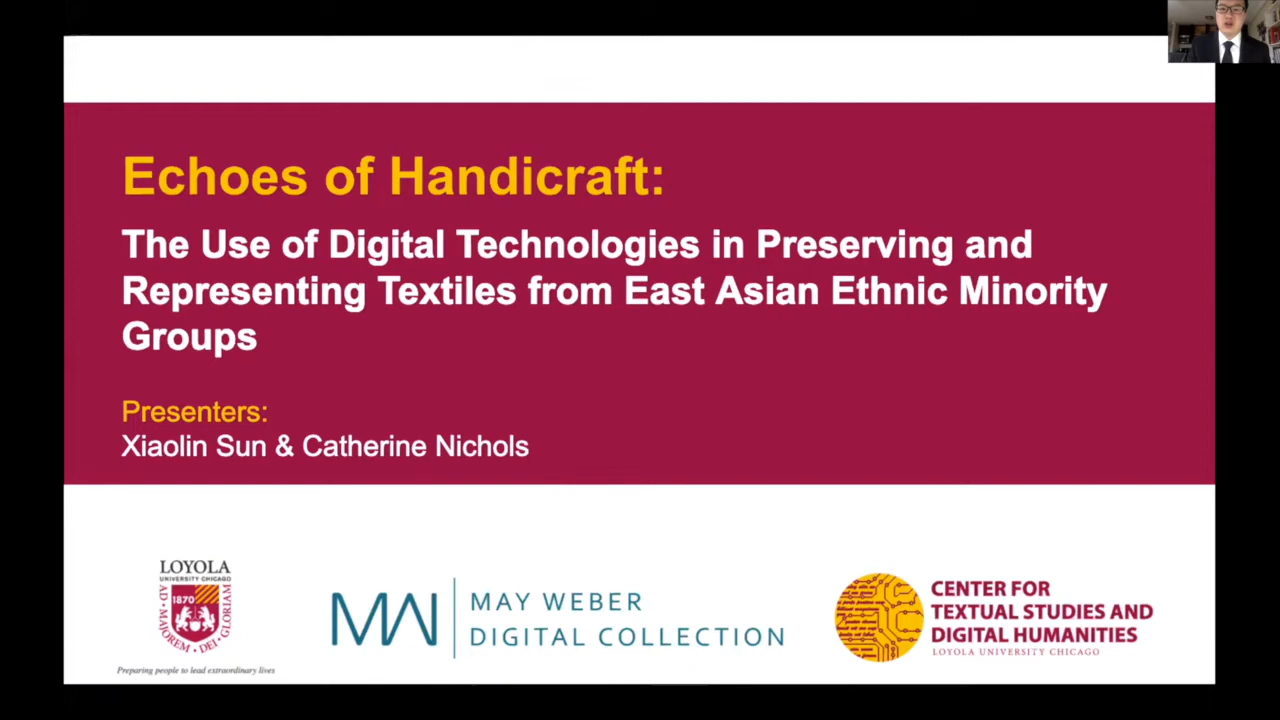 Echoes of Handicraft:
The Use of Digital Technologies in Preserving and
Representing Textiles from East Asian Ethnic Minority
Groups
Presenters:
Xiaolin Sun & Catherine Nichols
LOYOLA
UNIVERSITY CHICAGO
1870
AD • MAJOREM • DEI • GLORIAM
Preparing people to lead extraordinary lives
MW
MAY WEBER
DIGITAL COLLECTION
CENTER FOR
TEXTUAL STUDIES AND
DIGITAL HUMANITIES
LOYOLA UNIVERSITY CHICAGO